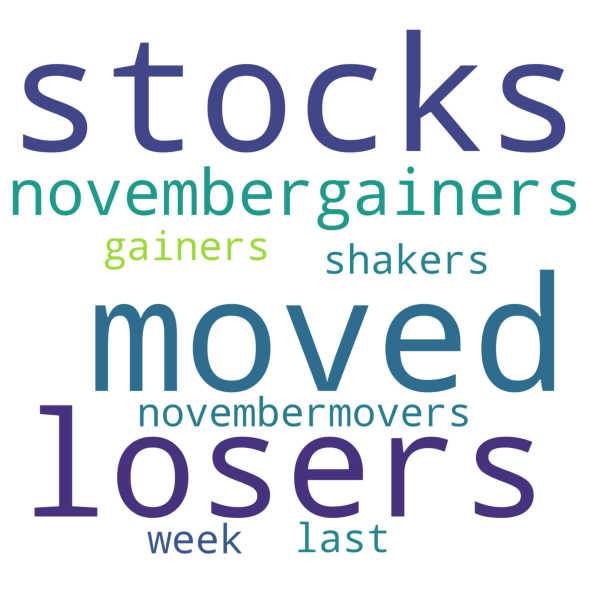 stocks
novembergainers
gainers shakers
moved
novembermovers
losers
week last